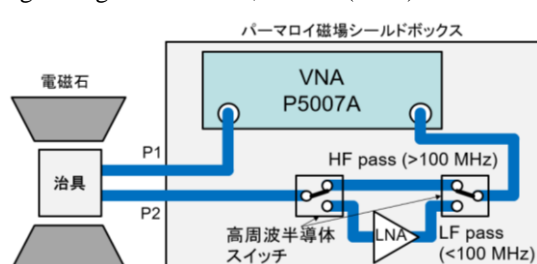 パーマロイ磁場シールドボックス
電磁石
VNA
P5007A
P1
HF pass (>100 MHz)
治具
P2
高周波半導体
スイッチ
LNA
LF pass
(<100 MHz)